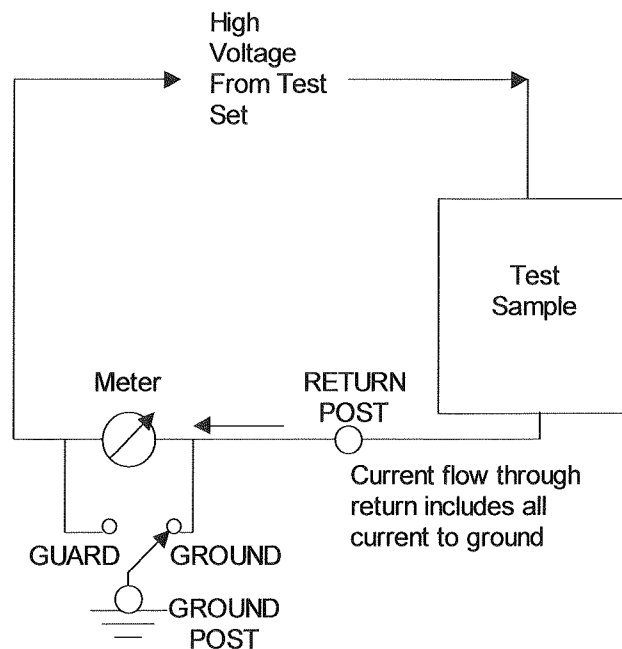 High
Voltage
From Test
Set
Test
Sample
Meter
RETURN
POST
Current flow through
return includes all
current to ground
GUARD
GROUND
GROUND
POST